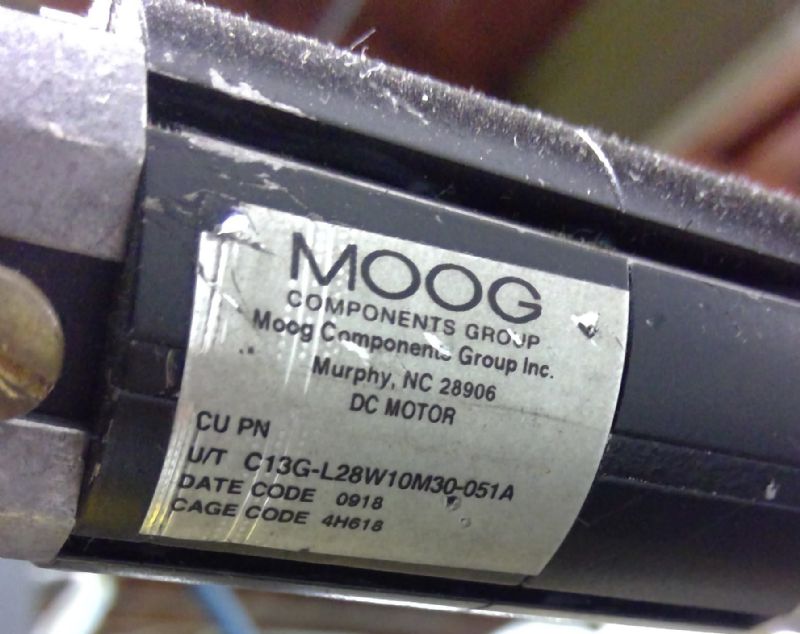 MOOG
COMPONENTS GROUP
Moog Components Group Inc.
Murphy, NC 28906
DC MOTOR
CU PN
U/T C13G-L28W10M30-051A
DATE CODE 0918
CAGE CODE 4H618